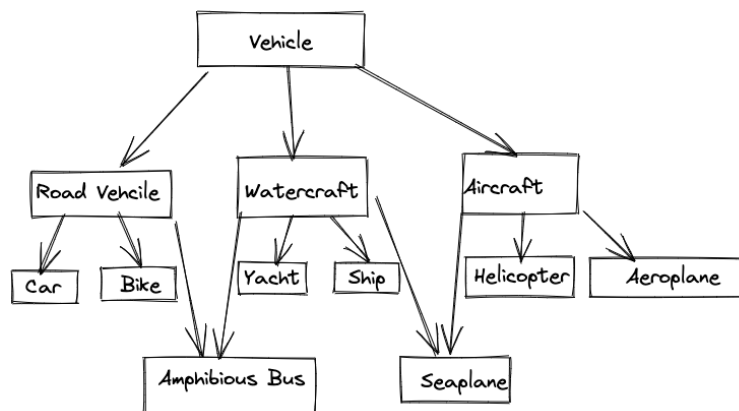 Vehicle
Road Vehcile
Watercraft
Aircraft
Car
Bike
Yacht
Ship
Helicopter
Aeroplane
Amphibious Bus
Seaplane